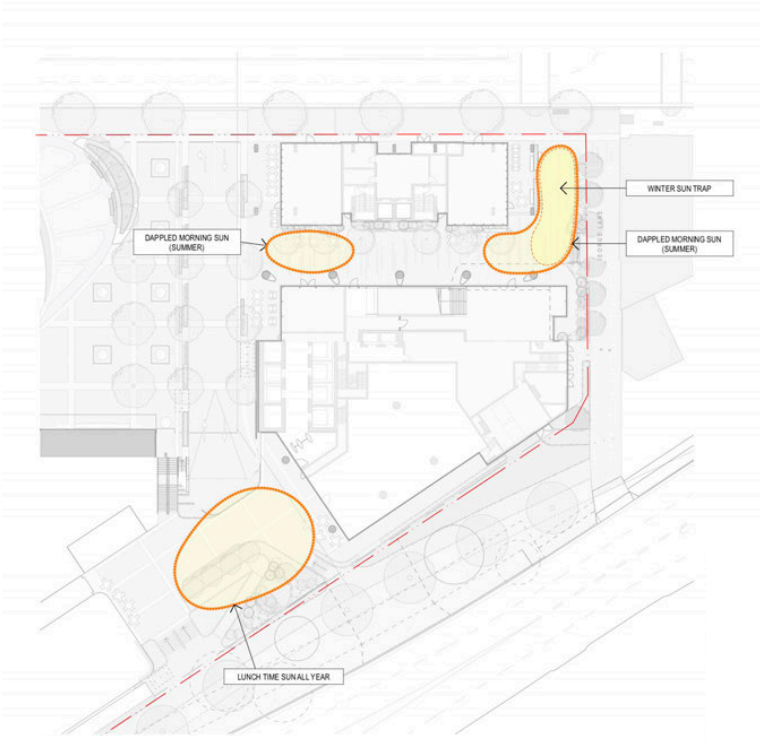 WINTER SUN TRAP
DAPPLED MORNING SUN
(SUMMER)
DAPPLED MORNING SUN
(SUMMER)
LUNCH TIME SUN ALL YEAR